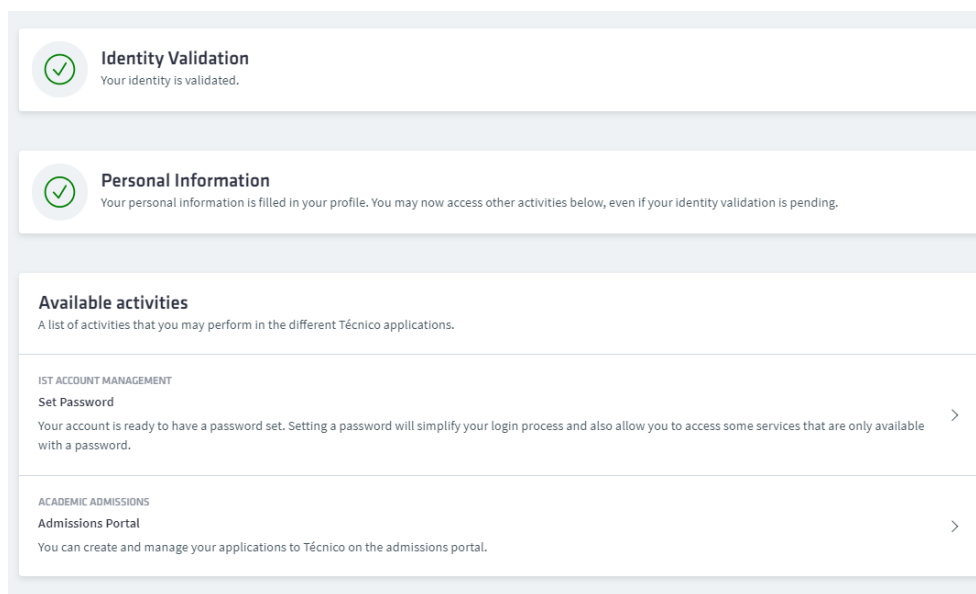 Identity Validation
Your identity is validated.
Personal Information
Your personal information is filled in your profile. You may now access other activities below, even if your identity validation is pending.
Available activities
A list of activities that you may perform in the different Técnico applications.
IST ACCOUNT MANAGEMENT
Set Password
Your account is ready to have a password set. Setting a password will simplify your login process and also allow you to access some services that are only available
with a password.
ACADEMIC ADMISSIONS
Admissions Portal
You can create and manage your applications to Técnico on the admissions portal.